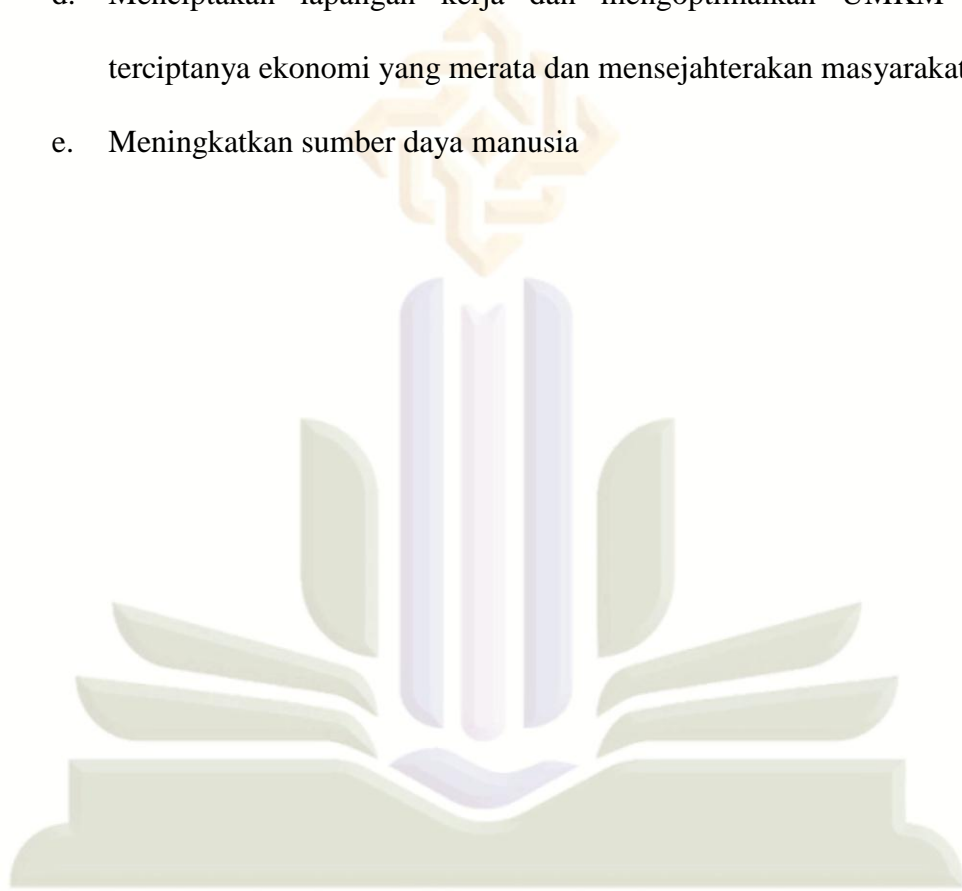 d. Menciptakan lapangan kerja dan mengoptimalkan UMKM
terciptanya ekonomi yang merata dan mensejahterakan masyarakat
e. Meningkatkan sumber daya manusia